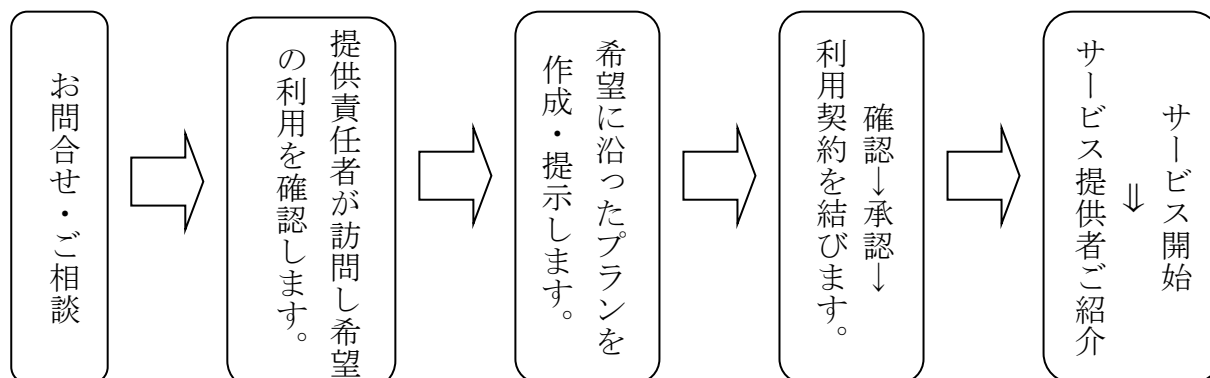 お問合せ・ご相談
提供責任者が訪問し希望
の利用を確認します。
希望に沿ったプランを
作成・提示します。
確認↓承認↓
利用契約を結びます。
サービス開始
⇓
サービス提供者ご紹介